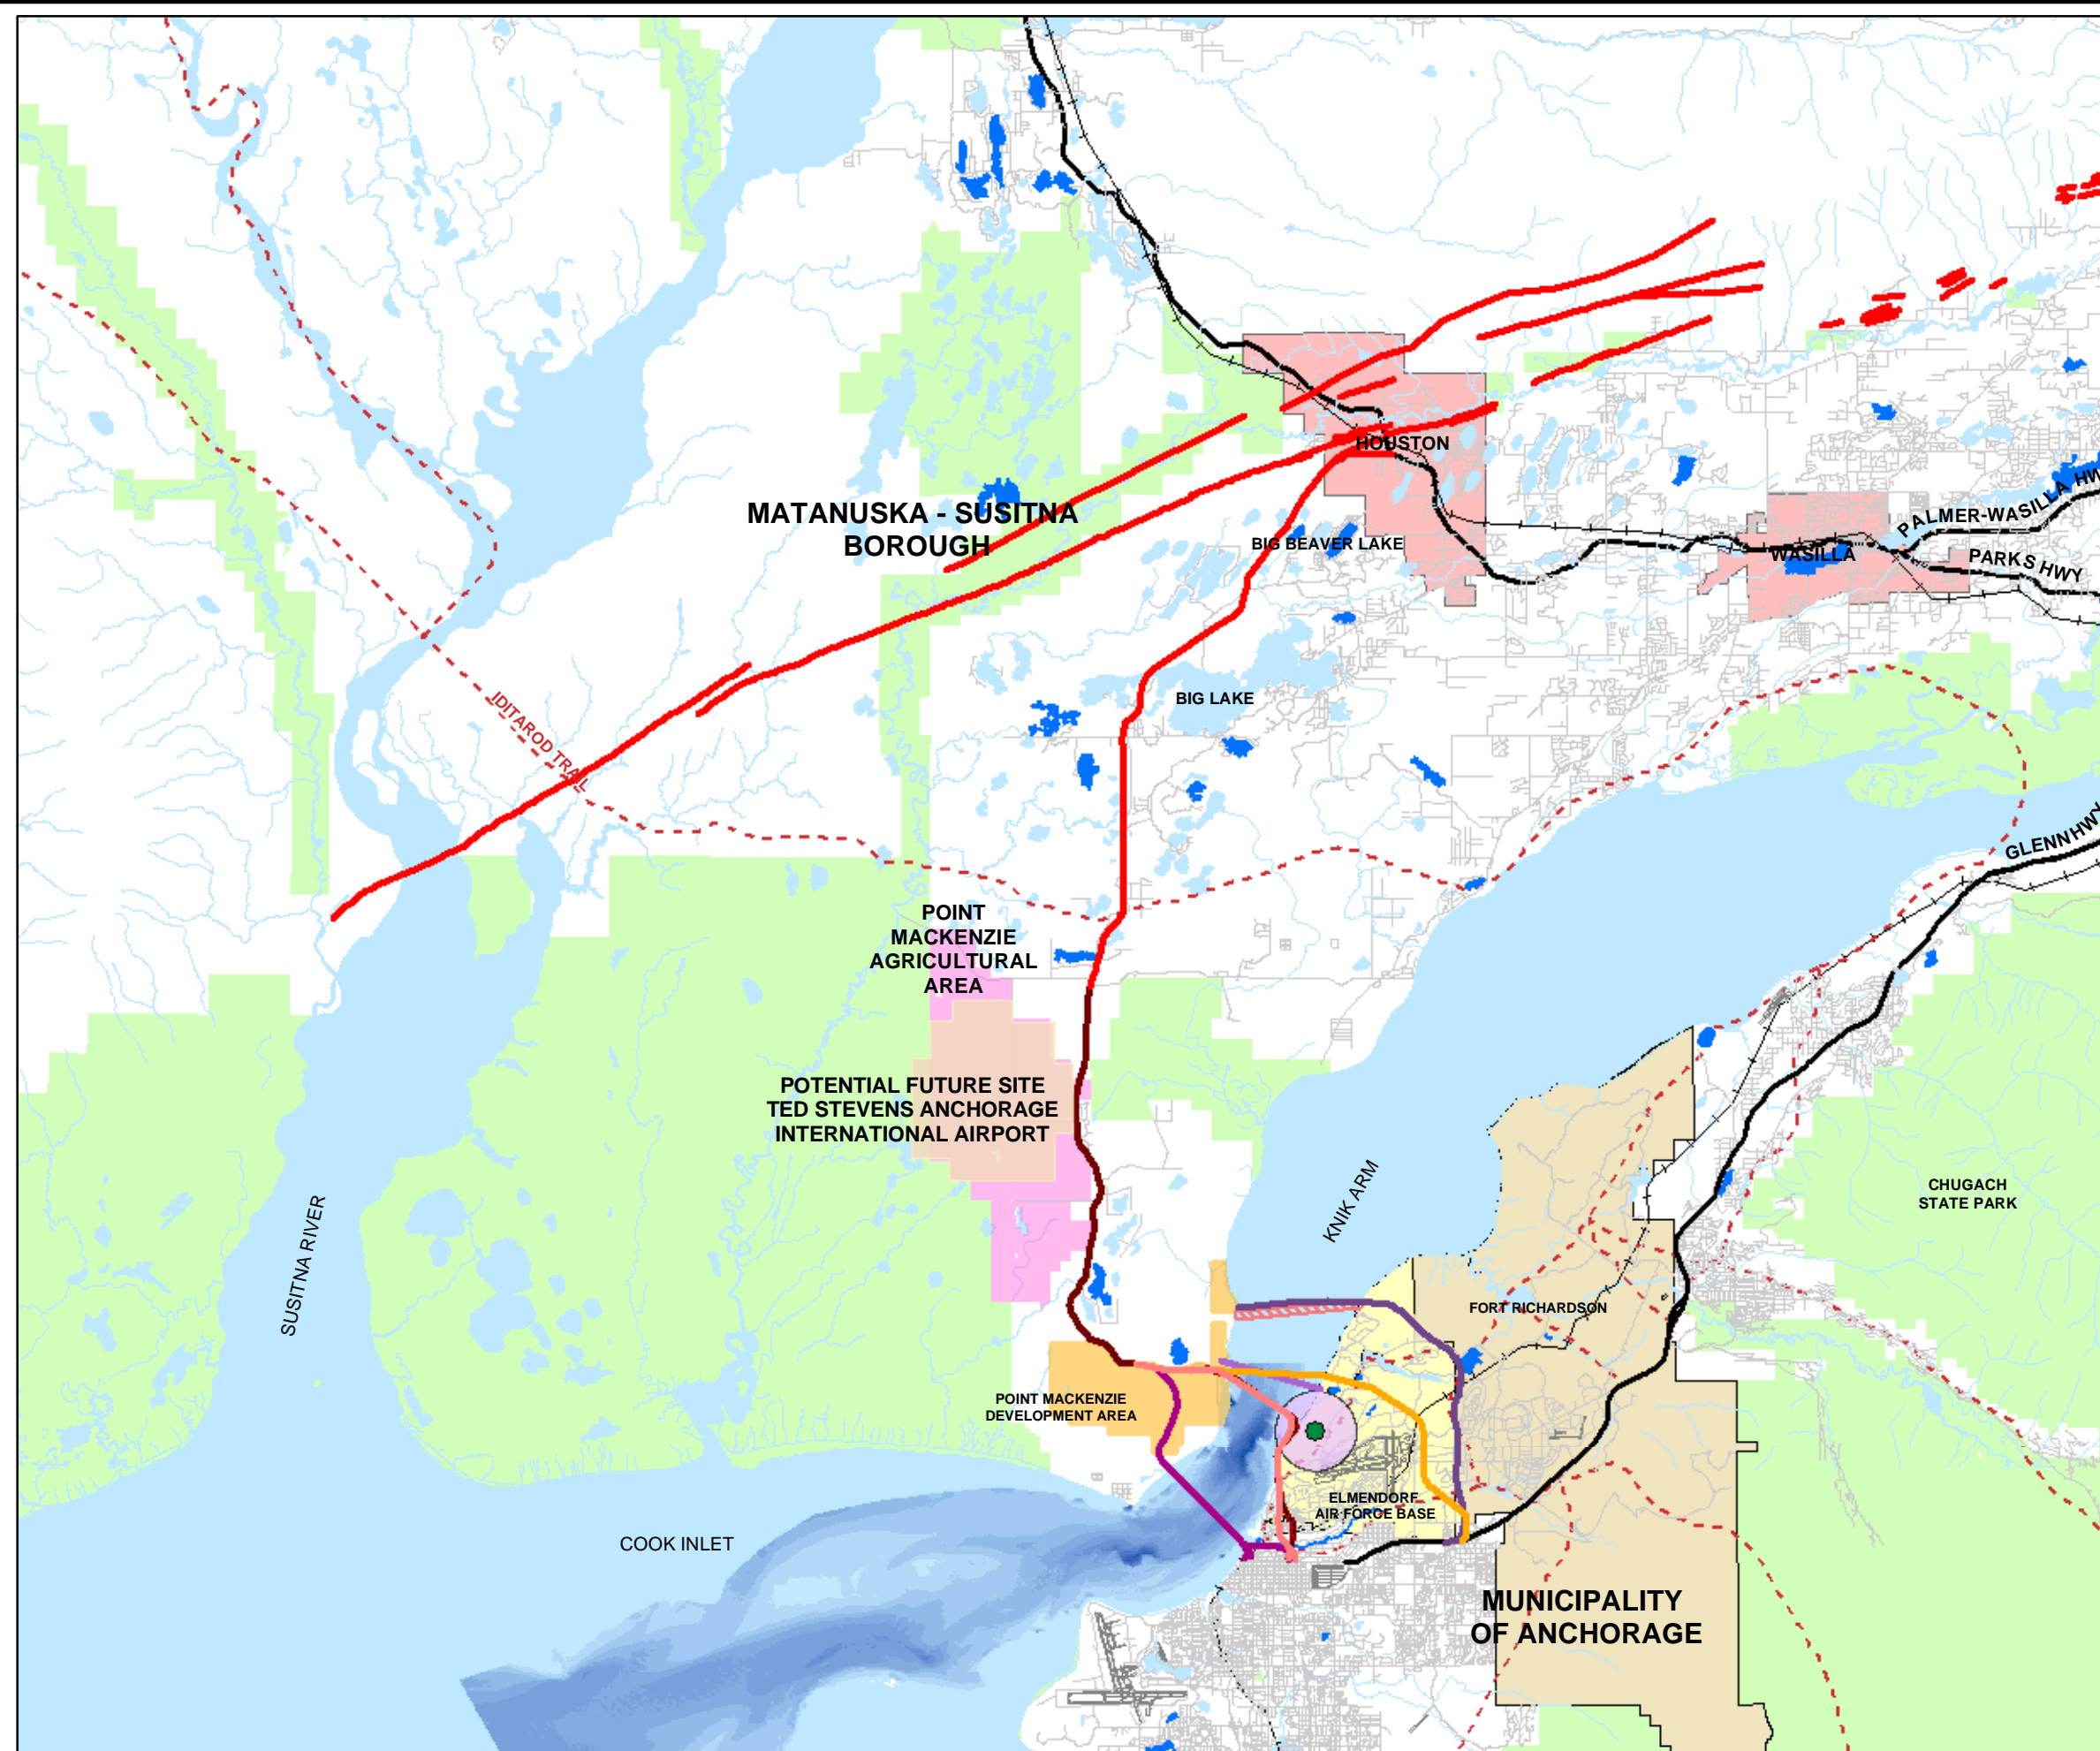 HOUSTON
MATANUSKA - SUSITNA
BOROUGH
BIG BEAVER LAKE
PALMER-WASILLA HW
WASILLA
PARKS HWY
IDITAROD TRAIL
BIG LAKE
GLENN HWY
POINT
MACKENZIE
AGRICULTURAL
AREA
POTENTIAL FUTURE SITE
TED STEVENS ANCHORAGE
INTERNATIONAL AIRPORT
KNIK ARM
CHUGACH
STATE PARK
SUSITNA RIVER
FORT RICHARDSON
POINT MACKENZIE
DEVELOPMENT AREA
ELMENDORF
AIR FORCE BASE
COOK INLET
MUNICIPALITY
OF ANCHORAGE